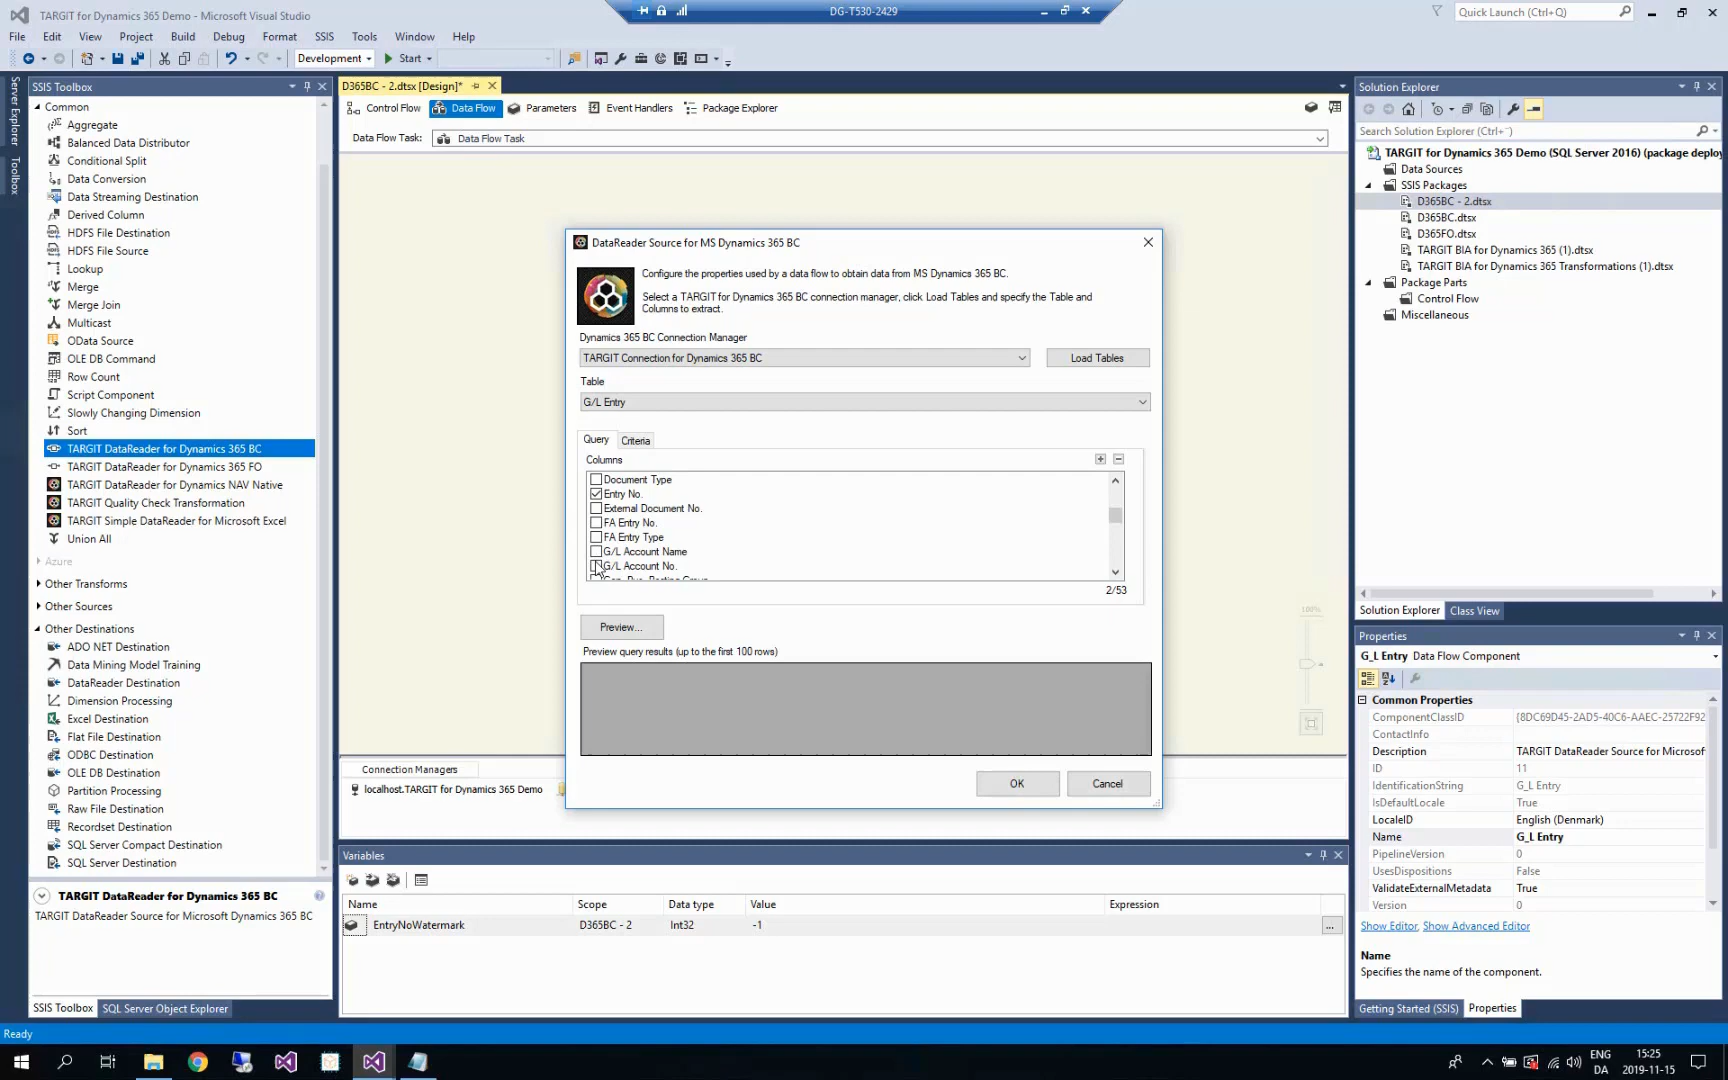 TARGIT for Dynamics 365 Demo - Microsoft Visual Studio
DG-T530-2429
Quick Launch (Ctrl+Q)
File Edit View Project Build Debug Format SSIS Tools Window Help
Development Start
Server Explorer
Toolbox
SSIS Toolbox
Common
Aggregate
Balanced Data Distributor
Conditional Split
Data Conversion
Data Streaming Destination
Derived Column
HDFS File Destination
HDFS File Source
Lookup
Merge
Merge Join
Multicast
OData Source
OLE DB Command
Row Count
Script Component
Slowly Changing Dimension
Sort
TARGIT DataReader for Dynamics 365 BC
TARGIT DataReader for Dynamics 365 FO
TARGIT DataReader for Dynamics NAV Native
TARGIT Quality Check Transformation
TARGIT Simple DataReader for Microsoft Excel
Union All
Azure
Other Transforms
Other Sources
Other Destinations
ADO NET Destination
Data Mining Model Training
DataReader Destination
Dimension Processing
Excel Destination
Flat File Destination
ODBC Destination
OLE DB Destination
Partition Processing
Raw File Destination
Recordset Destination
SQL Server Compact Destination
SQL Server Destination
TARGIT DataReader for Dynamics 365 BC
TARGIT DataReader Source for Microsoft Dynamics 365 BC
SSIS Toolbox SQL Server Object Explorer
D365BC - 2.dtsx [Design]*
Control Flow Data Flow Parameters Event Handlers Package Explorer
Data Flow Task: Data Flow Task
DataReader Source for MS Dynamics 365 BC
Configure the properties used by a data flow to obtain data from MS Dynamics 365 BC.
Select a TARGIT for Dynamics 365 BC connection manager, click Load Tables and specify the Table and
Columns to extract.
Dynamics 365 BC Connection Manager
TARGIT Connection for Dynamics 365 BC Load Tables
Table
G/L Entry
Query Criteria
Columns
Document Type
Entry No.
External Document No.
FA Entry No.
FA Entry Type
G/L Account Name
G/L Account No.
2/53
Preview...
Preview query results (up to the first 100 rows)
OK Cancel
100%
Connection Managers
localhost.TARGIT for Dynamics 365 Demo
Variables
Name Scope Data type Value Expression
EntryNoWatermark D365BC - 2 Int32 -1 ...
Solution Explorer
Search Solution Explorer (Ctrl+¨)
TARGIT for Dynamics 365 Demo (SQL Server 2016) (package deploy
Data Sources
SSIS Packages
D365BC - 2.dtsx
D365BC.dtsx
D365FO.dtsx
TARGIT BIA for Dynamics 365 (1).dtsx
TARGIT BIA for Dynamics 365 Transformations (1).dtsx
Package Parts
Control Flow
Miscellaneous
Solution Explorer Class View
Properties
G_L Entry Data Flow Component
Common Properties
ComponentClassID {8DC69D45-2AD5-40C6-AAEC-25722F92
ContactInfo
Description TARGIT DataReader Source for Microsof
ID 11
IdentificationString G_L Entry
IsDefaultLocale True
LocaleID English (Denmark)
Name G_L Entry
PipelineVersion 0
UsesDispositions False
ValidateExternalMetadata True
Version 0
Show Editor, Show Advanced Editor
Name
Specifies the name of the component.
Getting Started (SSIS) Properties
Ready
ENG
DA
15:25
2019-11-15